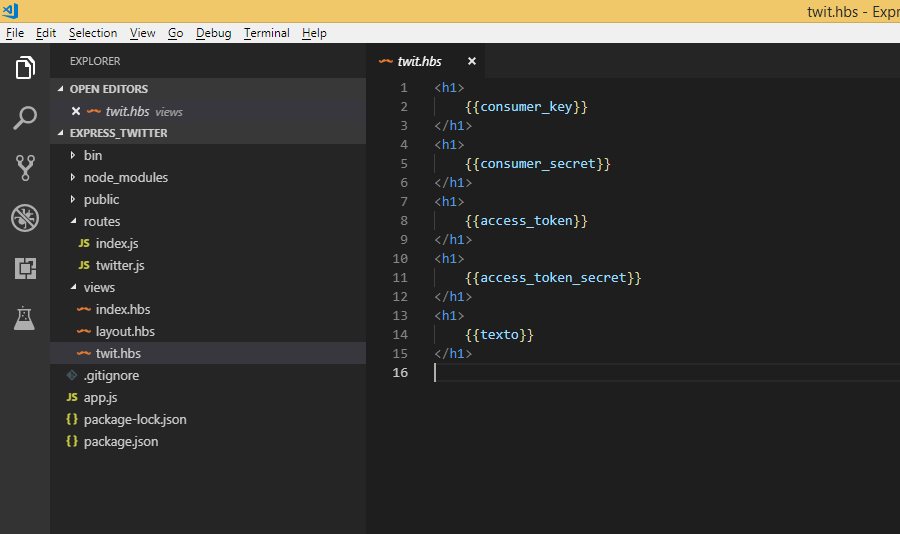 twit.hbs - Expr
File Edit Selection View Go Debug Terminal Help
EXPLORER
OPEN EDITORS
twit.hbs views
EXPRESS_TWITTER
bin
node_modules
public
routes
JS index.js
JS twitter.js
views
index.hbs
layout.hbs
twit.hbs
.gitignore
JS app.js
{} package-lock.json
{} package.json
twit.hbs
1 <h1>
2 {{consumer_key}}
3 </h1>
4 <h1>
5 {{consumer_secret}}
6 </h1>
7 <h1>
8 {{access_token}}
9 </h1>
10 <h1>
11 {{access_token_secret}}
12 </h1>
13 <h1>
14 {{texto}}
15 </h1>
16